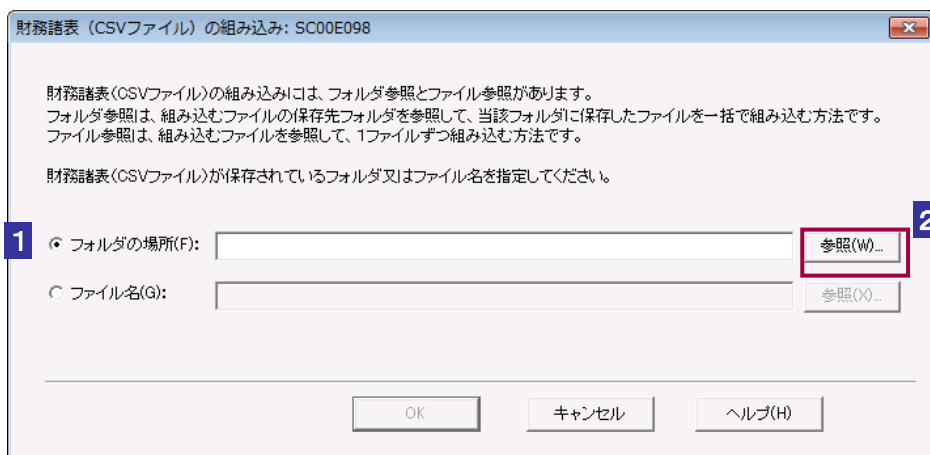 財務諸表（CSVファイル）の組み込み: SC00E098
財務諸表(CSVファイル)の組み込みには、フォルダ参照とファイル参照があります。
フォルダ参照は、組み込むファイルの保存先フォルダを参照して、当該フォルダに保存したファイルを一括で組み込む方法です。
ファイル参照は、組み込むファイルを参照して、1ファイルずつ組み込む方法です。
財務諸表(CSVファイル)が保存されているフォルダ又はファイル名を指定してください。
1 フォルダの場所(F): 参照(W)... 2
ファイル名(G): 参照(X)...
OK キャンセル ヘルプ(H)